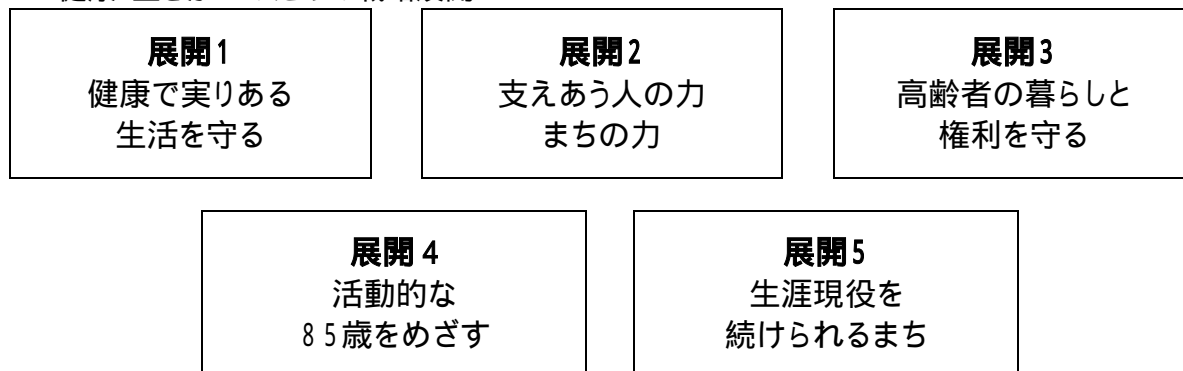 展開1
健康で実りある
生活を守る
展開2
支えあう人の力
まちの力
展開3
高齢者の暮らしと
権利を守る
展開4
活動的な
85歳をめざす
展開5
生涯現役を
続けられるまち